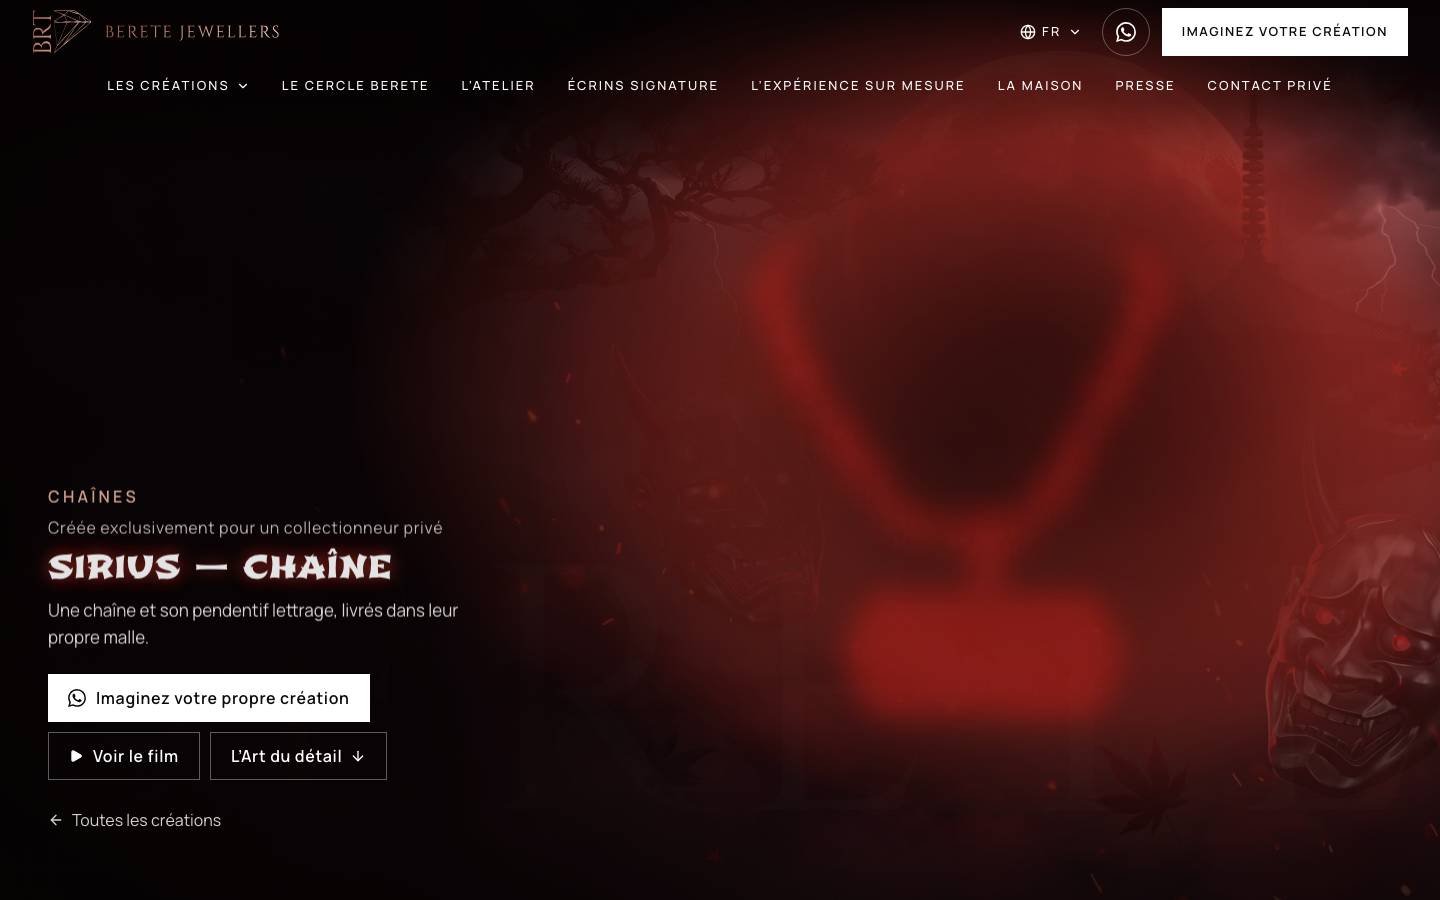 BRT
BERETE JEWELLERS
FR
IMAGINEZ VOTRE CRÉATION
LES CRÉATIONS
LE CERCLE BERETE
L'ATELIER
ÉCRINS SIGNATURE
L'EXPÉRIENCE SUR MESURE
LA MAISON
PRESSE
CONTACT PRIVÉ
CHAÎNES
Créée exclusivement pour un collectionneur privé
SIRIUS — CHAÎNE
Une chaîne et son pendentif lettrage, livrés dans leur
propre malle.
Imaginez votre propre création
Voir le film
L'Art du détail
Toutes les créations